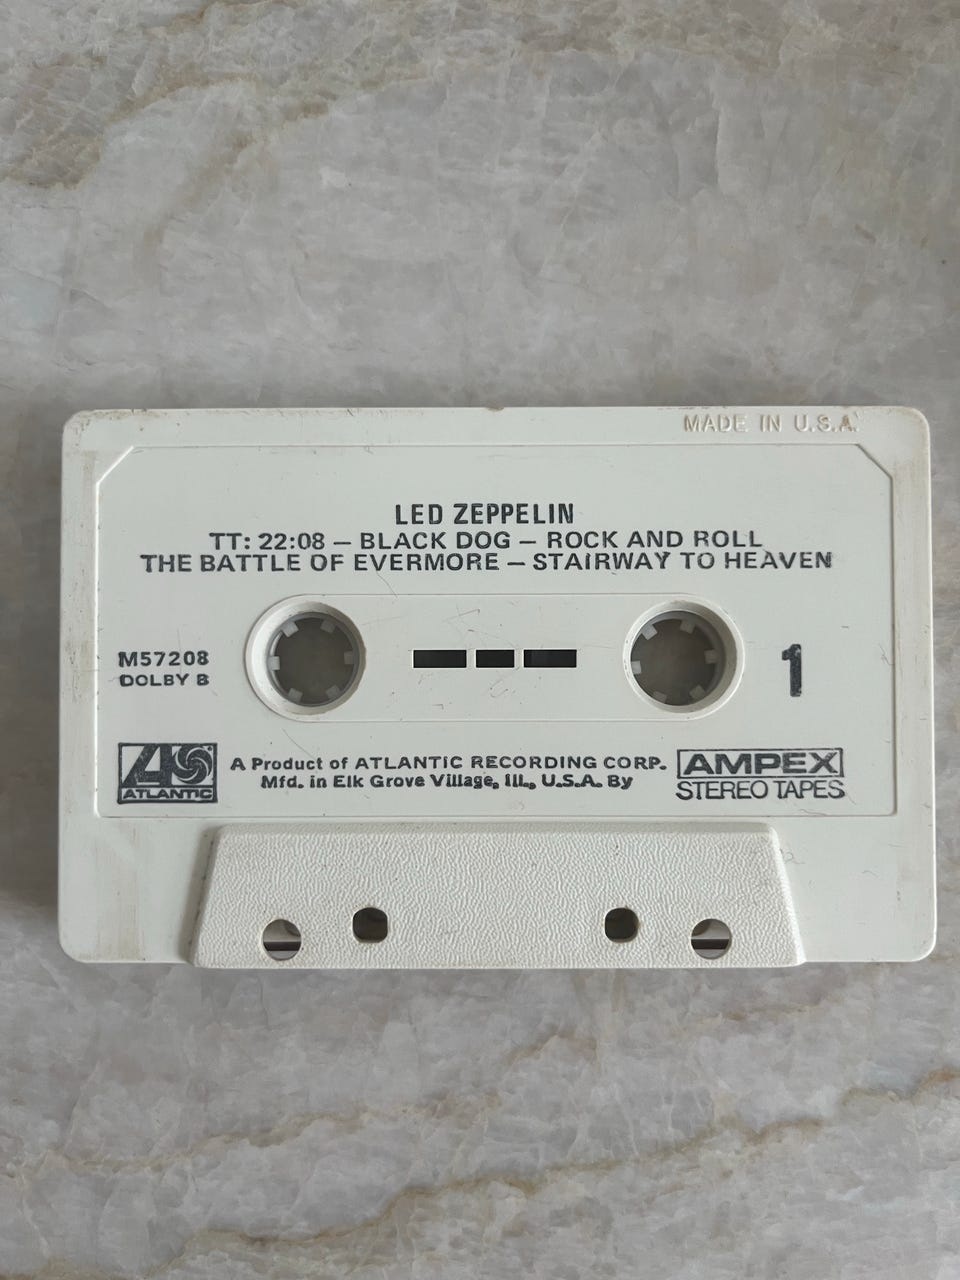 MADE IN U.S.A.
LED ZEPPELIN
TT: 22:08 — BLACK DOG — ROCK AND ROLL
THE BATTLE OF EVERMORE — STAIRWAY TO HEAVEN
M57208
DOLBY B
1
ATLANTIC
A Product of ATLANTIC RECORDING CORP.
Mfd. in Elk Grove Village, Ill., U.S.A. By
AMPEX
STEREO TAPES